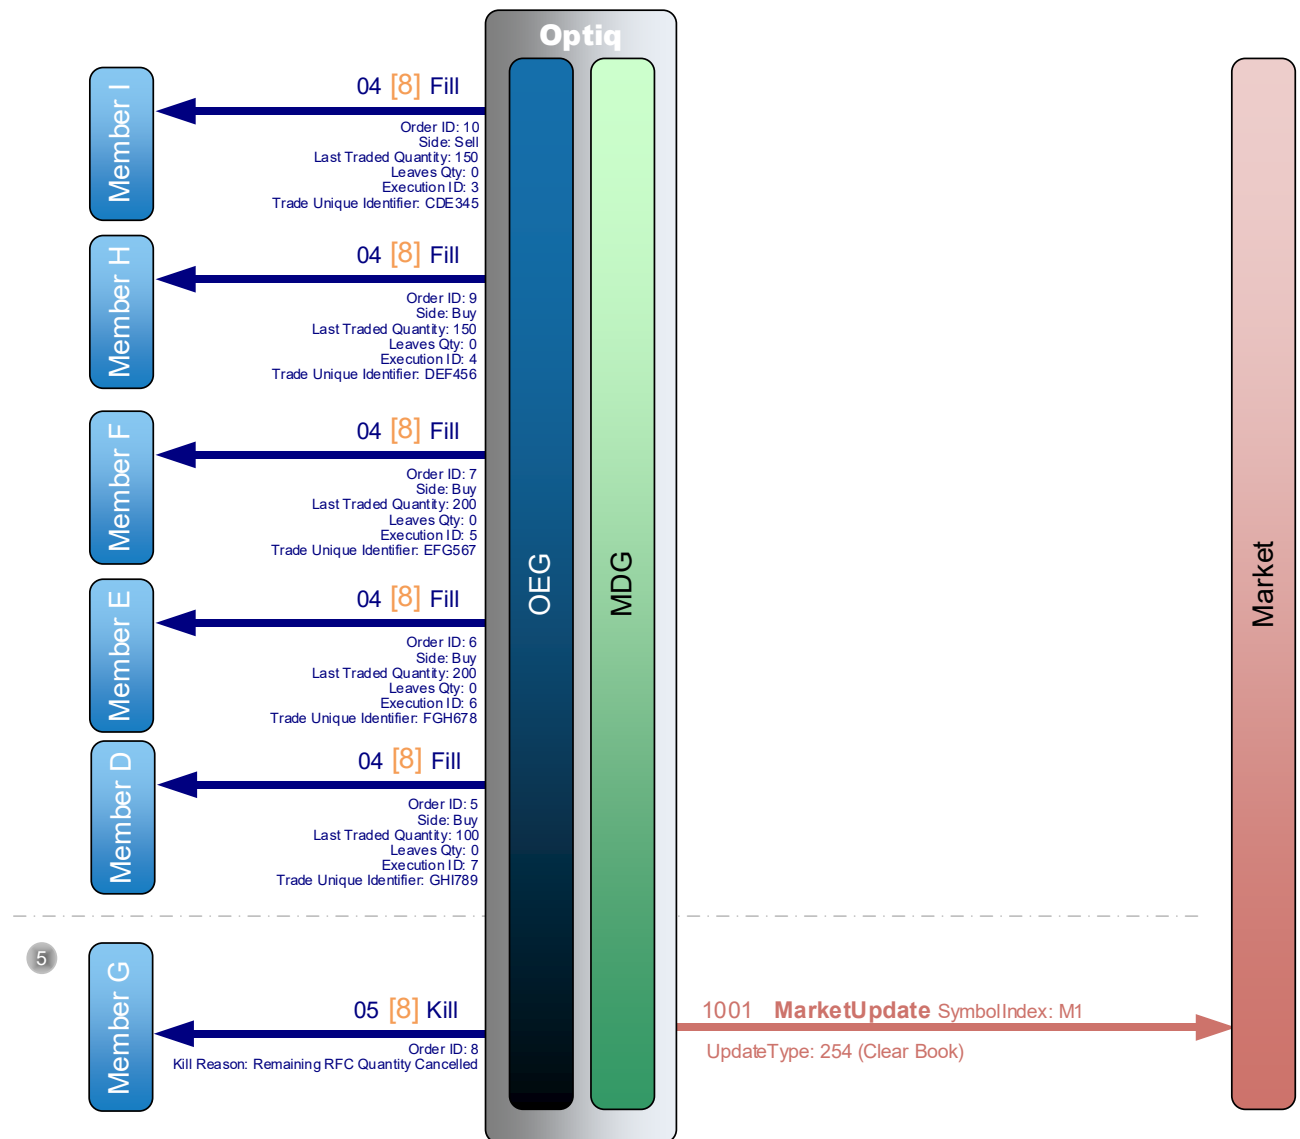 Optiq
Member I
04 [8] Fill
Order ID: 10
Side: Sell
Last Traded Quantity: 150
Leaves Qty: 0
Execution ID: 3
Trade Unique Identifier: CDE345
Member H
04 [8] Fill
Order ID: 9
Side: Buy
Last Traded Quantity: 150
Leaves Qty: 0
Execution ID: 4
Trade Unique Identifier: DEF456
Member F
04 [8] Fill
Order ID: 7
Side: Buy
Last Traded Quantity: 200
Leaves Qty: 0
Execution ID: 5
Trade Unique Identifier: EFG567
Member E
04 [8] Fill
Order ID: 6
Side: Buy
Last Traded Quantity: 200
Leaves Qty: 0
Execution ID: 6
Trade Unique Identifier: FGH678
Member D
04 [8] Fill
Order ID: 5
Side: Buy
Last Traded Quantity: 100
Leaves Qty: 0
Execution ID: 7
Trade Unique Identifier: GHI789
OEG
MDG
Market
5
Member G
05 [8] Kill
Order ID: 8
Kill Reason: Remaining RFC Quantity Cancelled
1001 MarketUpdate SymbolIndex: M1
UpdateType: 254 (Clear Book)